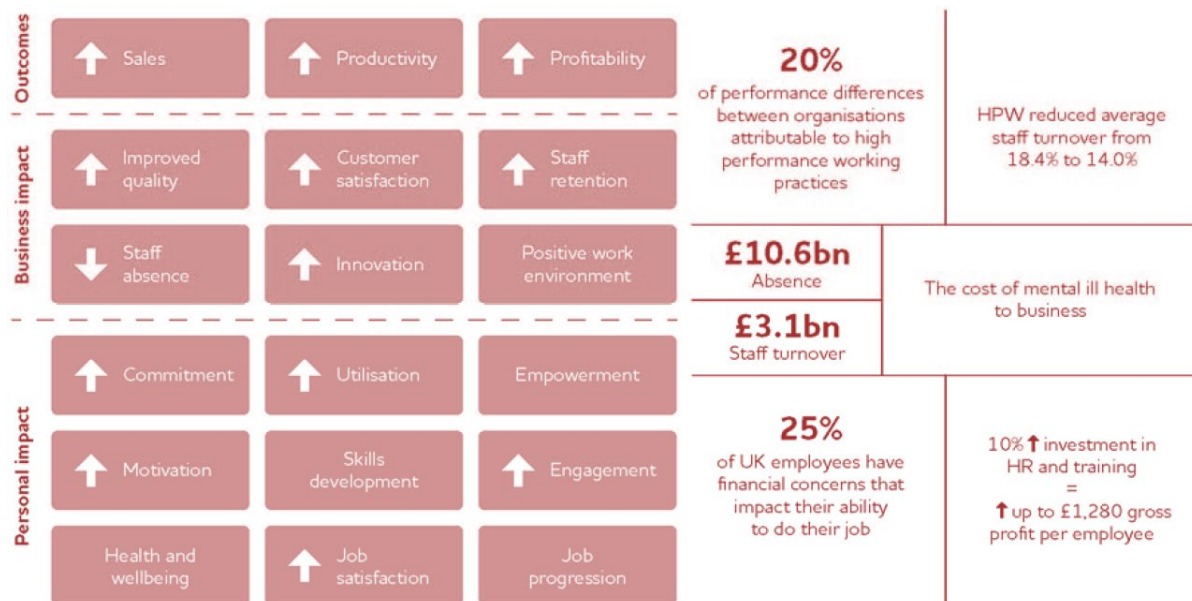 Outcomes
Sales
Productivity
Profitability
Business impact
Improved
quality
Customer
satisfaction
Staff
retention
Staff
absence
Innovation
Positive work
environment
Personal impact
Commitment
Utilisation
Empowerment
Motivation
Skills
development
Engagement
Health and
wellbeing
Job
satisfaction
Job
progression
20%
of performance differences
between organisations
attributable to high
performance working
practices
HPW reduced average
staff turnover from
18.4% to 14.0%
£10.6bn
Absence
£3.1bn
Staff turnover
The cost of mental ill health
to business
25%
of UK employees have
financial concerns that
impact their ability
to do their job
10% ↑ investment in
HR and training
=
↑ up to £1,280 gross
profit per employee